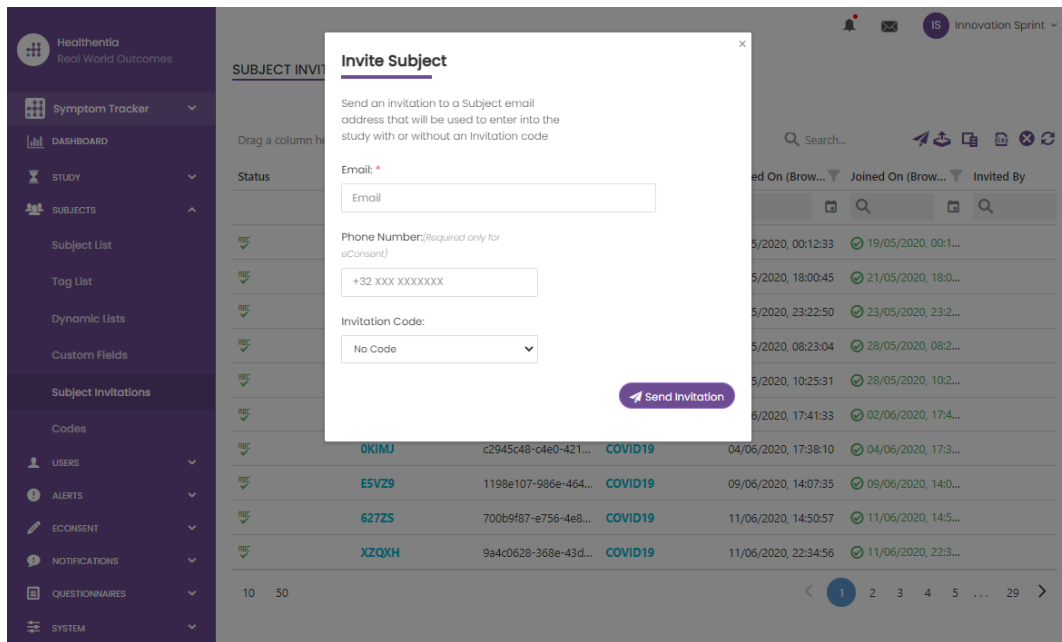 Healthentia
Real World Outcomes
IS Innovation Sprint
Symptom Tracker
DASHBOARD
STUDY
SUBJECTS
Subject List
Tag List
Dynamic Lists
Custom Fields
Subject Invitations
Codes
USERS
ALERTS
ECONSENT
NOTIFICATIONS
QUESTIONNAIRES
SYSTEM
SUBJECT INVIT
Invite Subject
×
Send an invitation to a Subject email
address that will be used to enter into the
study with or without an Invitation code
Email: *
Email
Phone Number:(Required only for
eConsent)
+32 XXX XXXXXXX
Invitation Code:
No Code
Send Invitation
Drag a column he
Search...
Status ed On (Brow... Joined On (Brow... Invited By
5/2020, 00:12:33 19/05/2020, 00:1...
5/2020, 18:00:45 21/05/2020, 18:0...
5/2020, 23:22:50 23/05/2020, 23:2...
5/2020, 08:23:04 28/05/2020, 08:2...
5/2020, 10:25:31 28/05/2020, 10:2...
6/2020, 17:41:33 02/06/2020, 17:4...
0KIMJ c2945c48-c4e0-421... COVID19 04/06/2020, 17:38:10 04/06/2020, 17:3...
E5VZ9 1198e107-986e-464... COVID19 09/06/2020, 14:07:35 09/06/2020, 14:0...
627ZS 700b9f87-e756-4e8... COVID19 11/06/2020, 14:50:57 11/06/2020, 14:5...
XZQXH 9a4c0628-368e-43d... COVID19 11/06/2020, 22:34:56 11/06/2020, 22:3...
10 50
1 2 3 4 5 ... 29